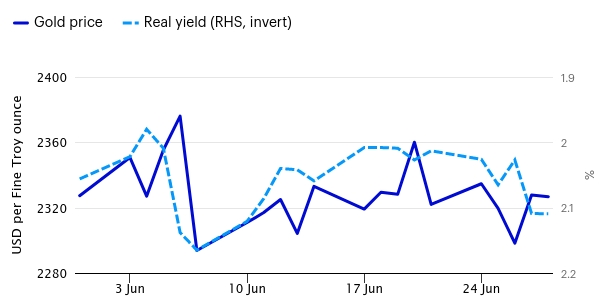 Gold price Real yield (RHS, invert)
2400 1.9
2360 2
2320 2.1
2280 2.2
USD per Fine Troy ounce
%
3 Jun 10 Jun 17 Jun 24 Jun